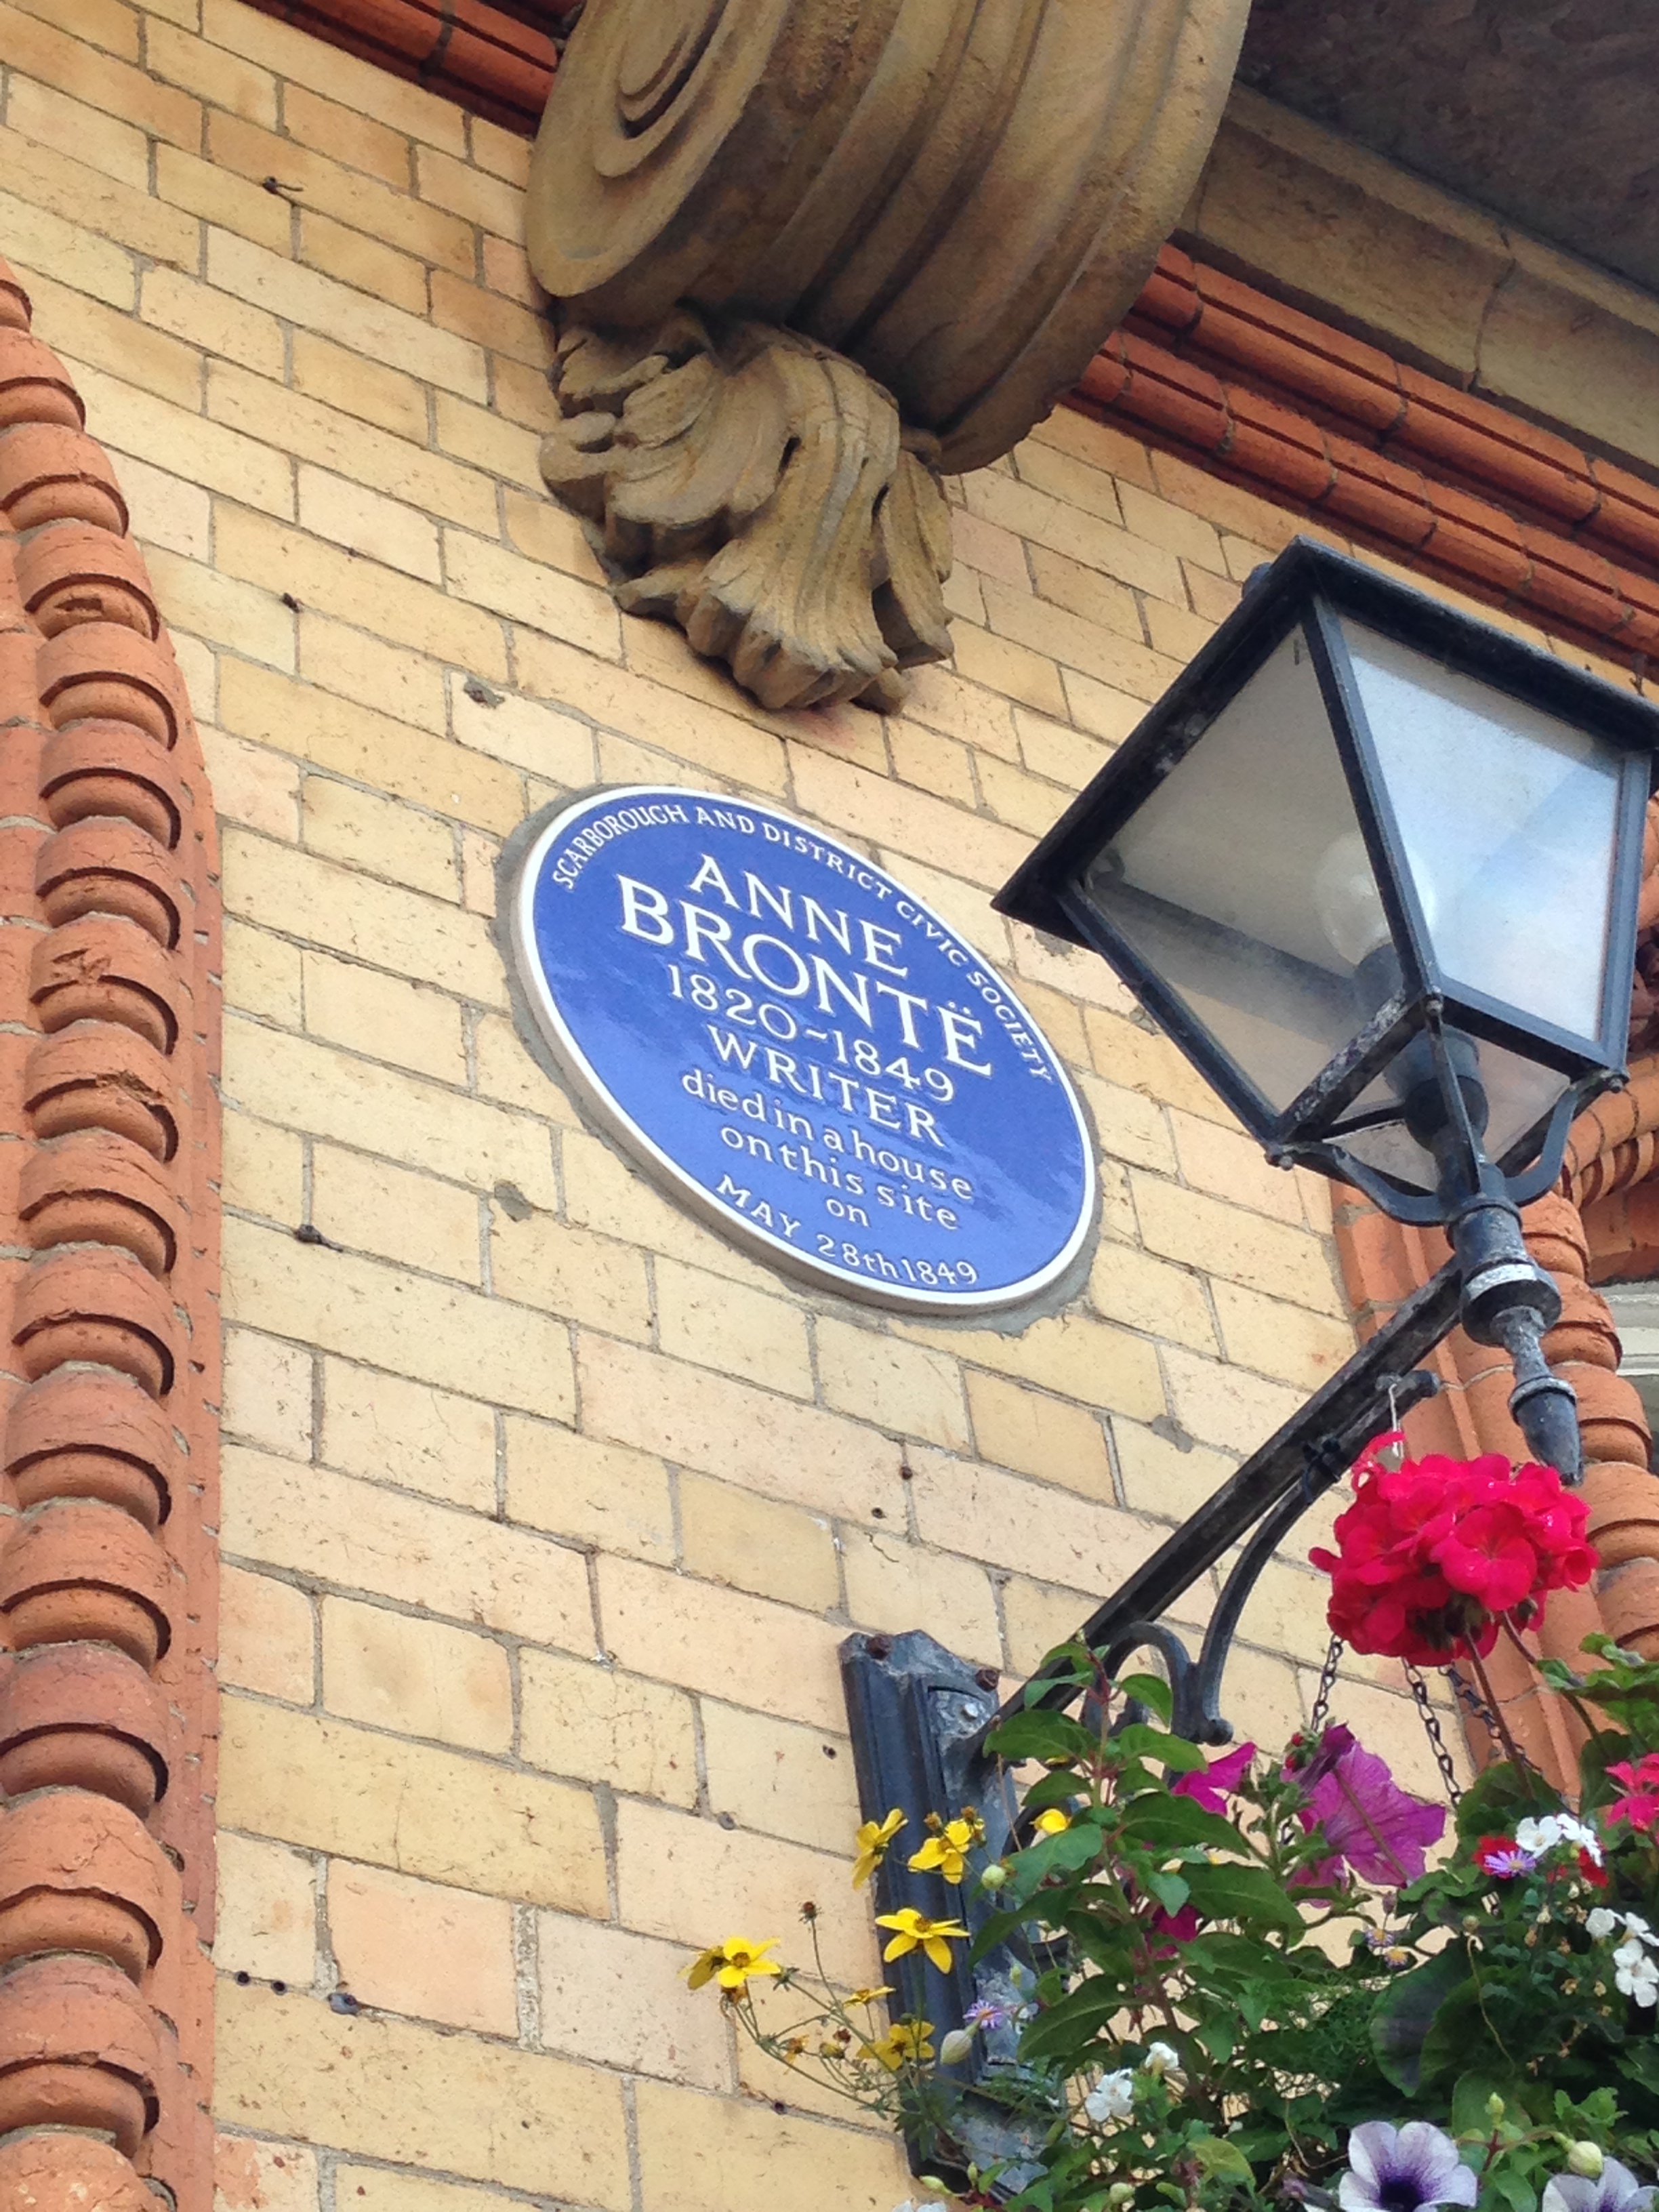 SCARBOROUGH AND DISTRICT CIVIC SOCIETY
ANNE
BRONTË
1820~1849
WRITER
died in a house
on this site
on
MAY 28th 1849